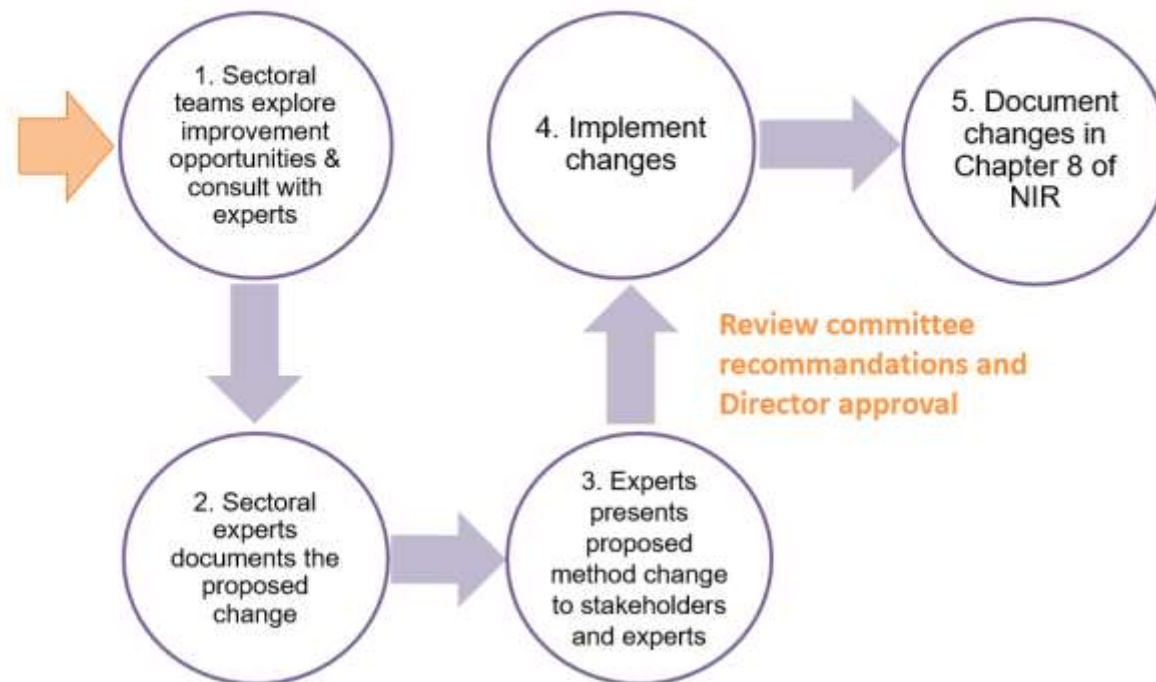 1. Sectoral
teams explore
improvement
opportunities &
consult with
experts
2. Sectoral
experts
documents the
proposed
change
3. Experts
presents
proposed
method change
to stakeholders
and experts
Review committee
recommandations and
Director approval
4. Implement
changes
5. Document
changes in
Chapter 8 of
NIR